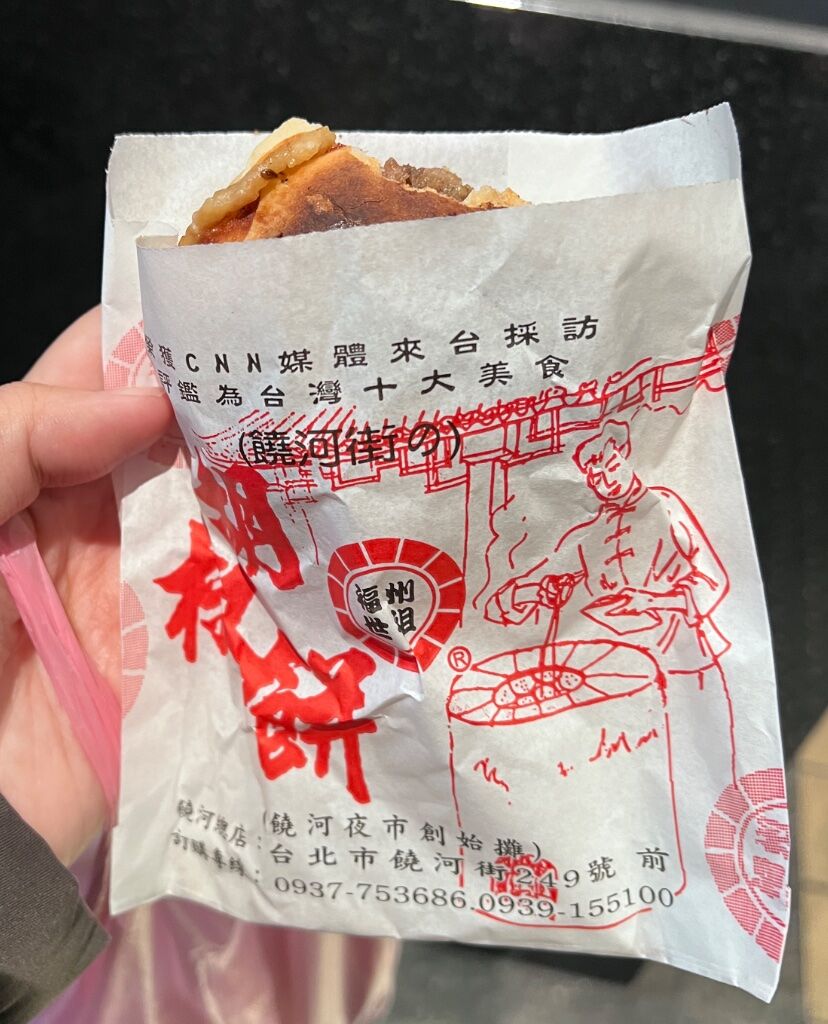 榮獲CNN媒體來台採訪
評鑑為台灣十大美食
(饒河街の)
胡椒餅
福州
世祖
®
饒河總店：(饒河夜市創始攤)
台北市饒河街249號前
訂購專線：0937-753686.0939-155100